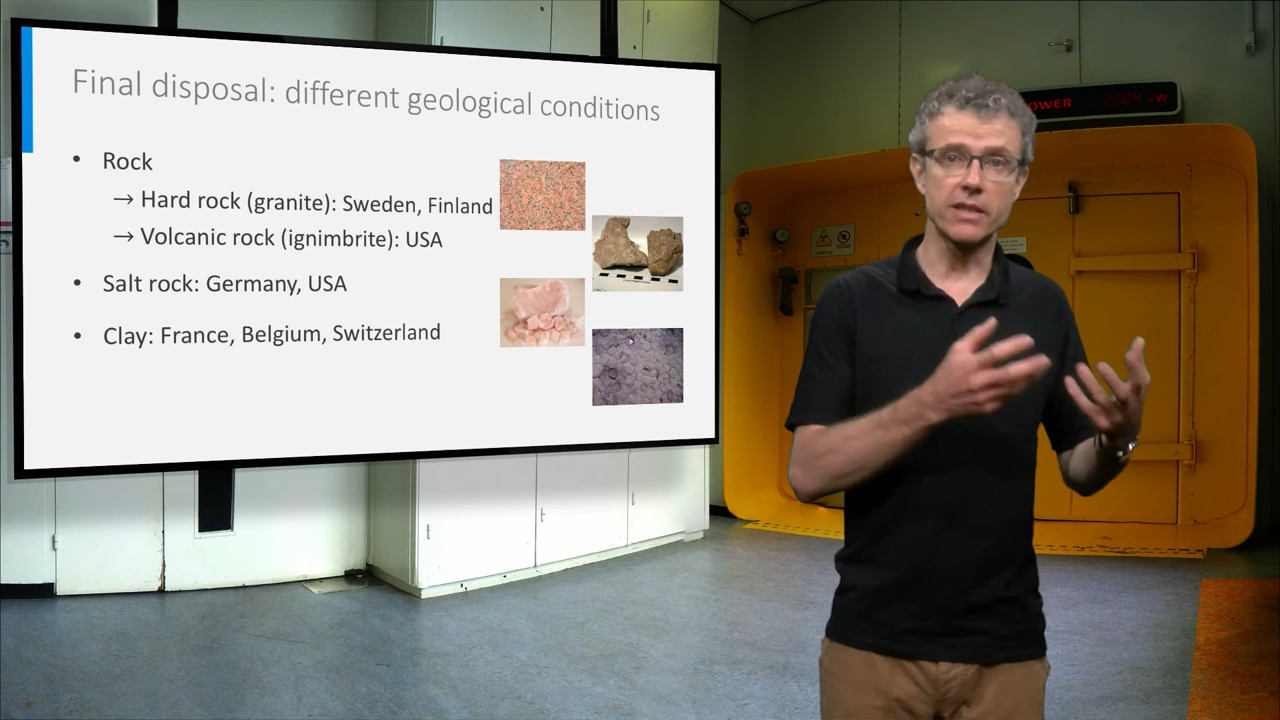 Final disposal: different geological conditions
• Rock
→ Hard rock (granite): Sweden, Finland
→ Volcanic rock (ignimbrite): USA
• Salt rock: Germany, USA
• Clay: France, Belgium, Switzerland
OWER